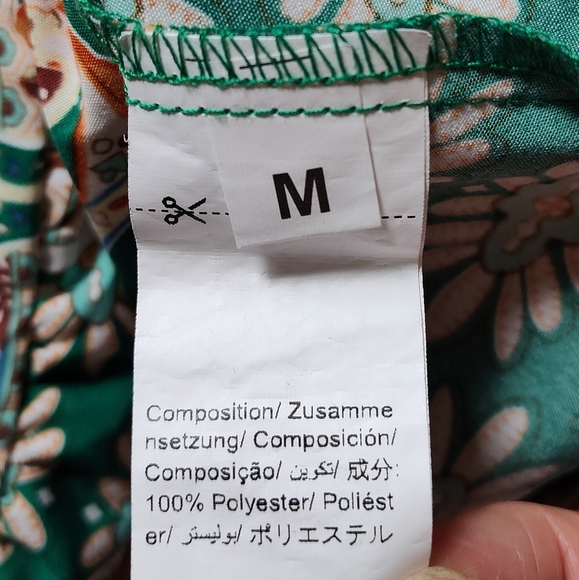 M
Composition/ Zusamme
nsetzung/ Composición/
Composição/ تكوين/ 成分:
100% Polyester/ Poliést
er/ بوليستر/ ポリエステル